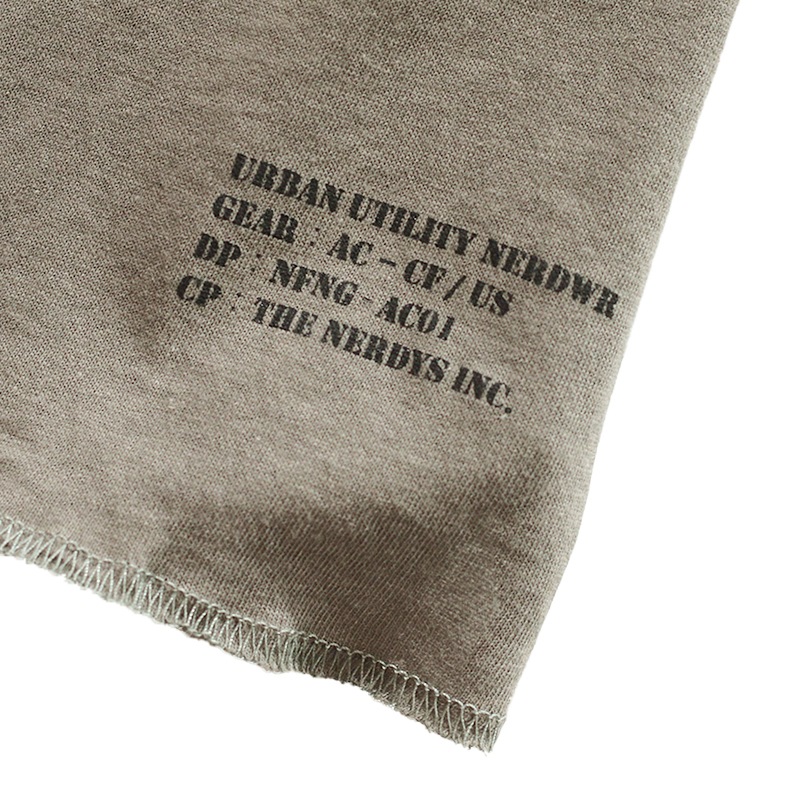 URBAN UTILITY NERDWR
GEAR : AC - CF / US
DP : NFNG - AC01
CP : THE NERDYS INC.